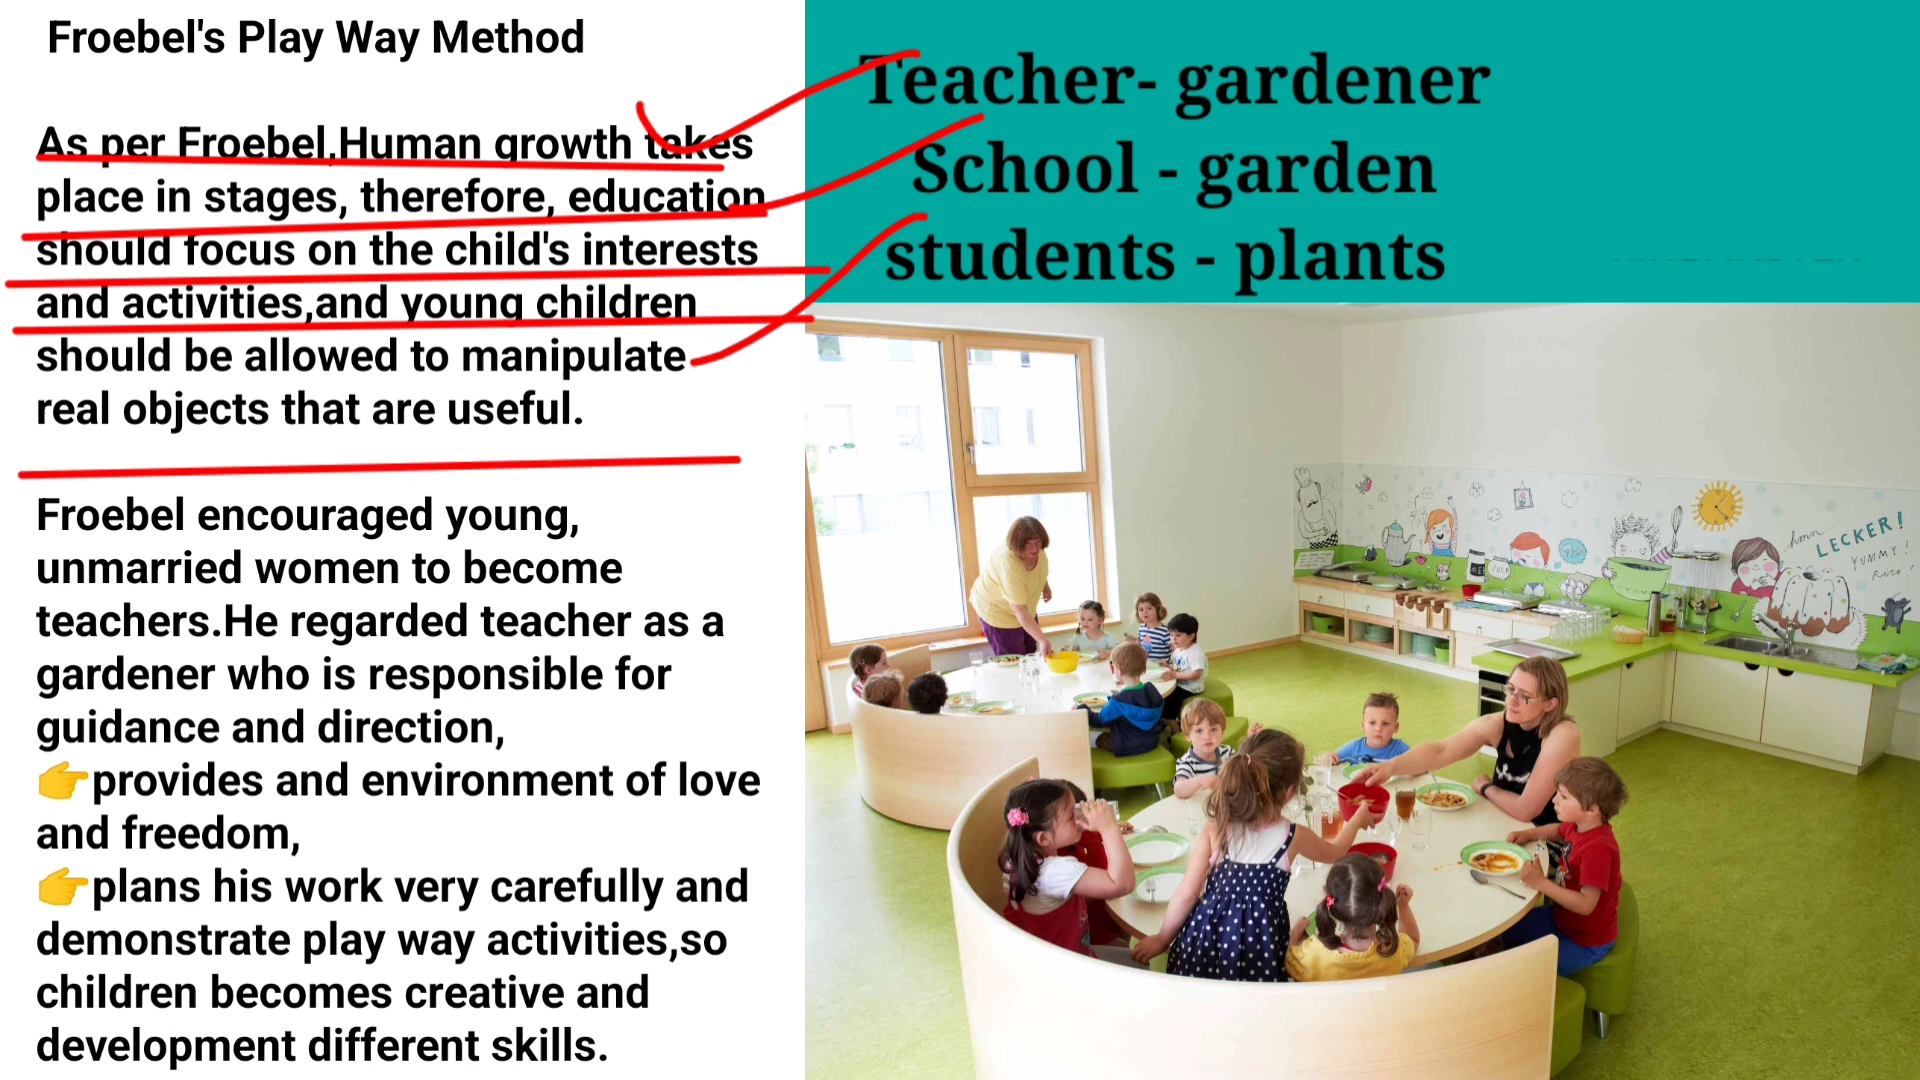 Froebel's Play Way Method
As per Froebel,Human growth takes
place in stages, therefore, education
should focus on the child's interests
and activities,and young children
should be allowed to manipulate
real objects that are useful.
Froebel encouraged young,
unmarried women to become
teachers.He regarded teacher as a
gardener who is responsible for
guidance and direction,
👉provides and environment of love
and freedom,
👉plans his work very carefully and
demonstrate play way activities,so
children becomes creative and
development different skills.
Teacher- gardener
School - garden
students - plants
hmm
LECKER!
YUMMY!
Rico!